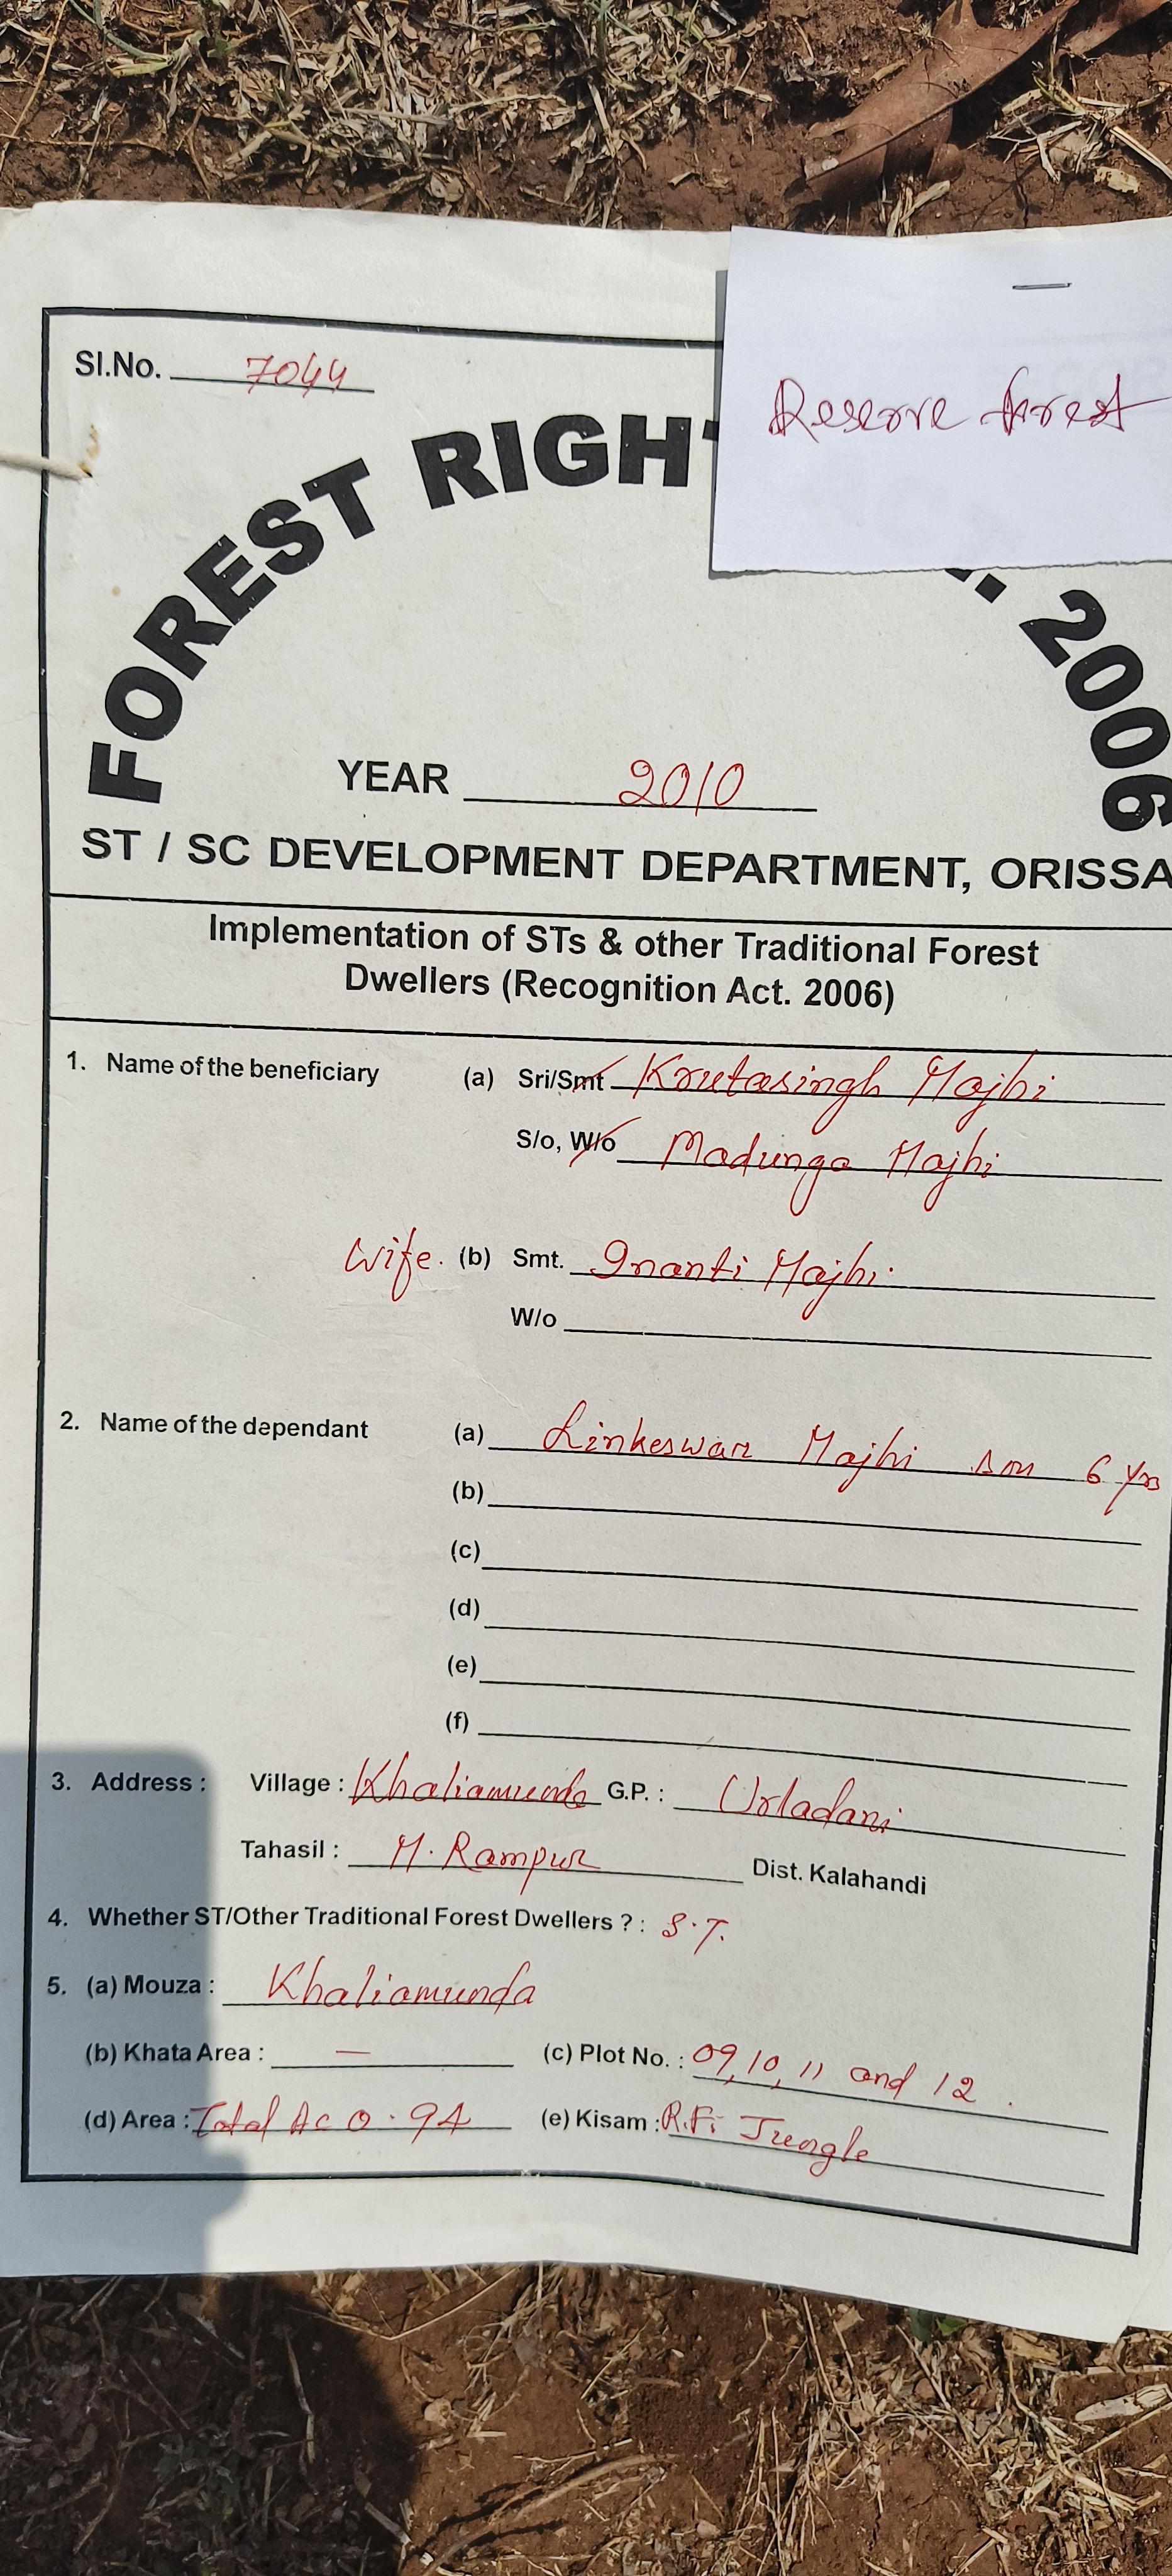 Sl.No. 7044
Reserve forest
FOREST RIGHT . 2006
YEAR 2010
ST / SC DEVELOPMENT DEPARTMENT, ORISSA
Implementation of STs & other Traditional Forest
Dwellers (Recognition Act. 2006)
1. Name of the beneficiary (a) Sri/Smt Krutasingh Majhi
S/o, W/o Madunga Majhi
Wife. (b) Smt. Gnanti Majhi.
W/o
2. Name of the dependant (a) Linkeswar Majhi son 6 yrs
(b)
(c)
(d)
(e)
(f)
3. Address : Village : Khaliamunda G.P. : Urladani
Tahasil : M. Rampur Dist. Kalahandi
4. Whether ST/Other Traditional Forest Dwellers ? : S.T.
5. (a) Mouza : Khaliamunda
(b) Khata Area : — (c) Plot No. : 09, 10, 11 and 12 .
(d) Area : Total Ac 0.94 (e) Kisam : R.F. Jungle